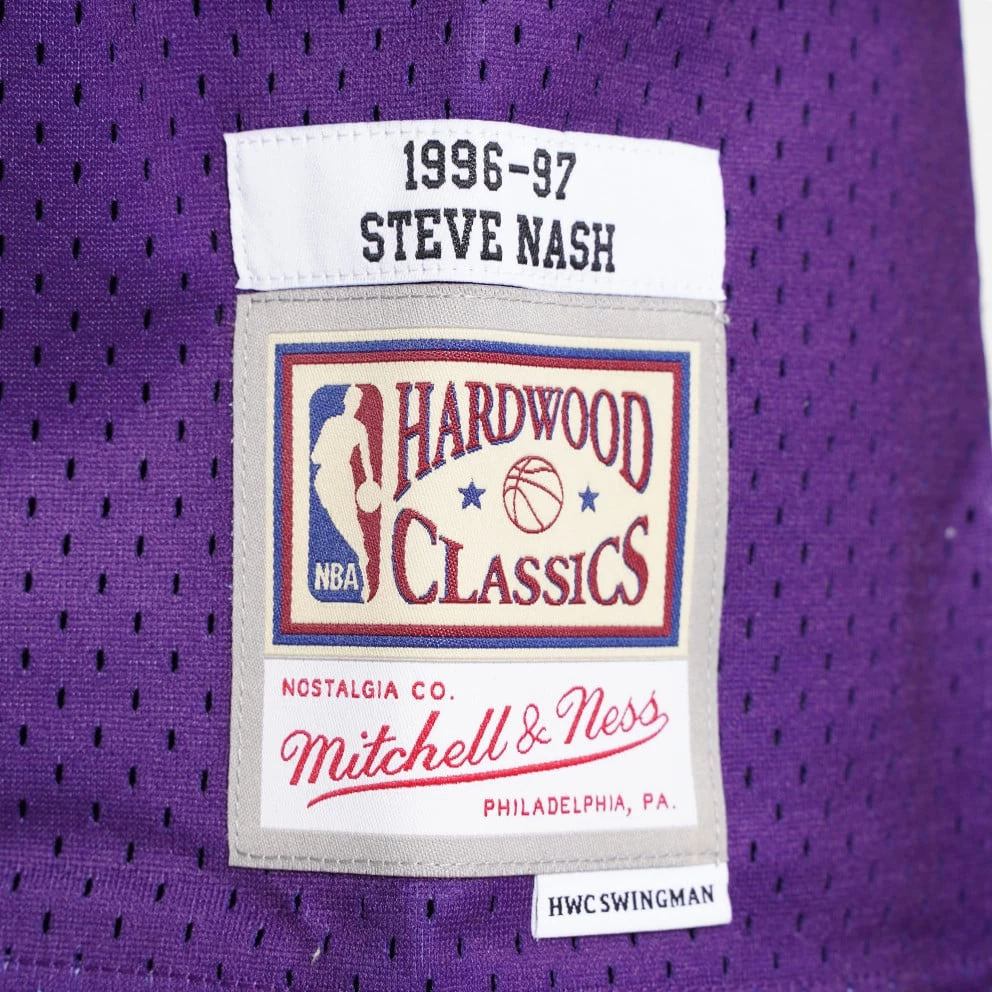 1996-97
STEVE NASH
HARDWOOD
CLASSICS
NBA
NOSTALGIA CO.
Mitchell & Ness
PHILADELPHIA, PA.
HWC SWINGMAN